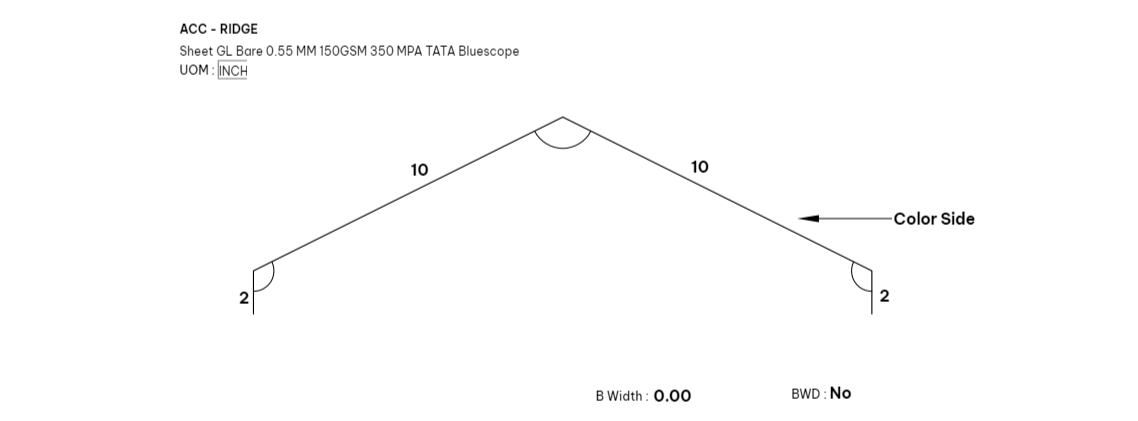 ACC - RIDGE
Sheet GL Bare 0.55 MM 150GSM 350 MPA TATA Bluescope
UOM : INCH
10
10
Color Side
2
2
B Width : 0.00
BWD : No